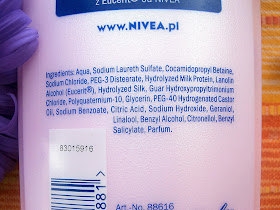 z Eucerit® od NIVEA
www.NIVEA.pl
Ingredients: Aqua, Sodium Laureth Sulfate, Cocamidopropyl Betaine,
Sodium Chloride, PEG-3 Distearate, Hydrolyzed Milk Protein, Lanolin
Alcohol (Eucerit®), Hydrolyzed Silk, Guar Hydroxypropyltrimonium
Chloride, Polyquaternium-10, Glycerin, PEG-40 Hydrogenated Castor
Oil, Sodium Benzoate, Citric Acid, Sodium Hydroxide, Geraniol,
Linalool, Benzyl Alcohol, Citronellol, Benzyl
Salicylate, Parfum.
83015916
Art.-No. 88616